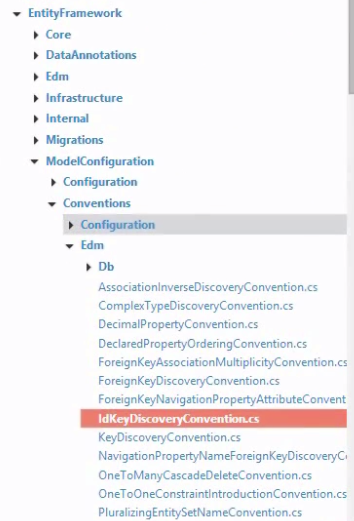 EntityFramework
Core
DataAnnotations
Edm
Infrastructure
Internal
Migrations
ModelConfiguration
Configuration
Conventions
Configuration
Edm
Db
AssociationInverseDiscoveryConvention.cs
ComplexTypeDiscoveryConvention.cs
DecimalPropertyConvention.cs
DeclaredPropertyOrderingConvention.cs
ForeignKeyAssociationMultiplicityConvention.cs
ForeignKeyDiscoveryConvention.cs
ForeignKeyNavigationPropertyAttributeConvent
IdKeyDiscoveryConvention.cs
KeyDiscoveryConvention.cs
NavigationPropertyNameForeignKeyDiscoveryCo
OneToManyCascadeDeleteConvention.cs
OneToOneConstraintIntroductionConvention.cs
PluralizingEntitySetNameConvention.cs